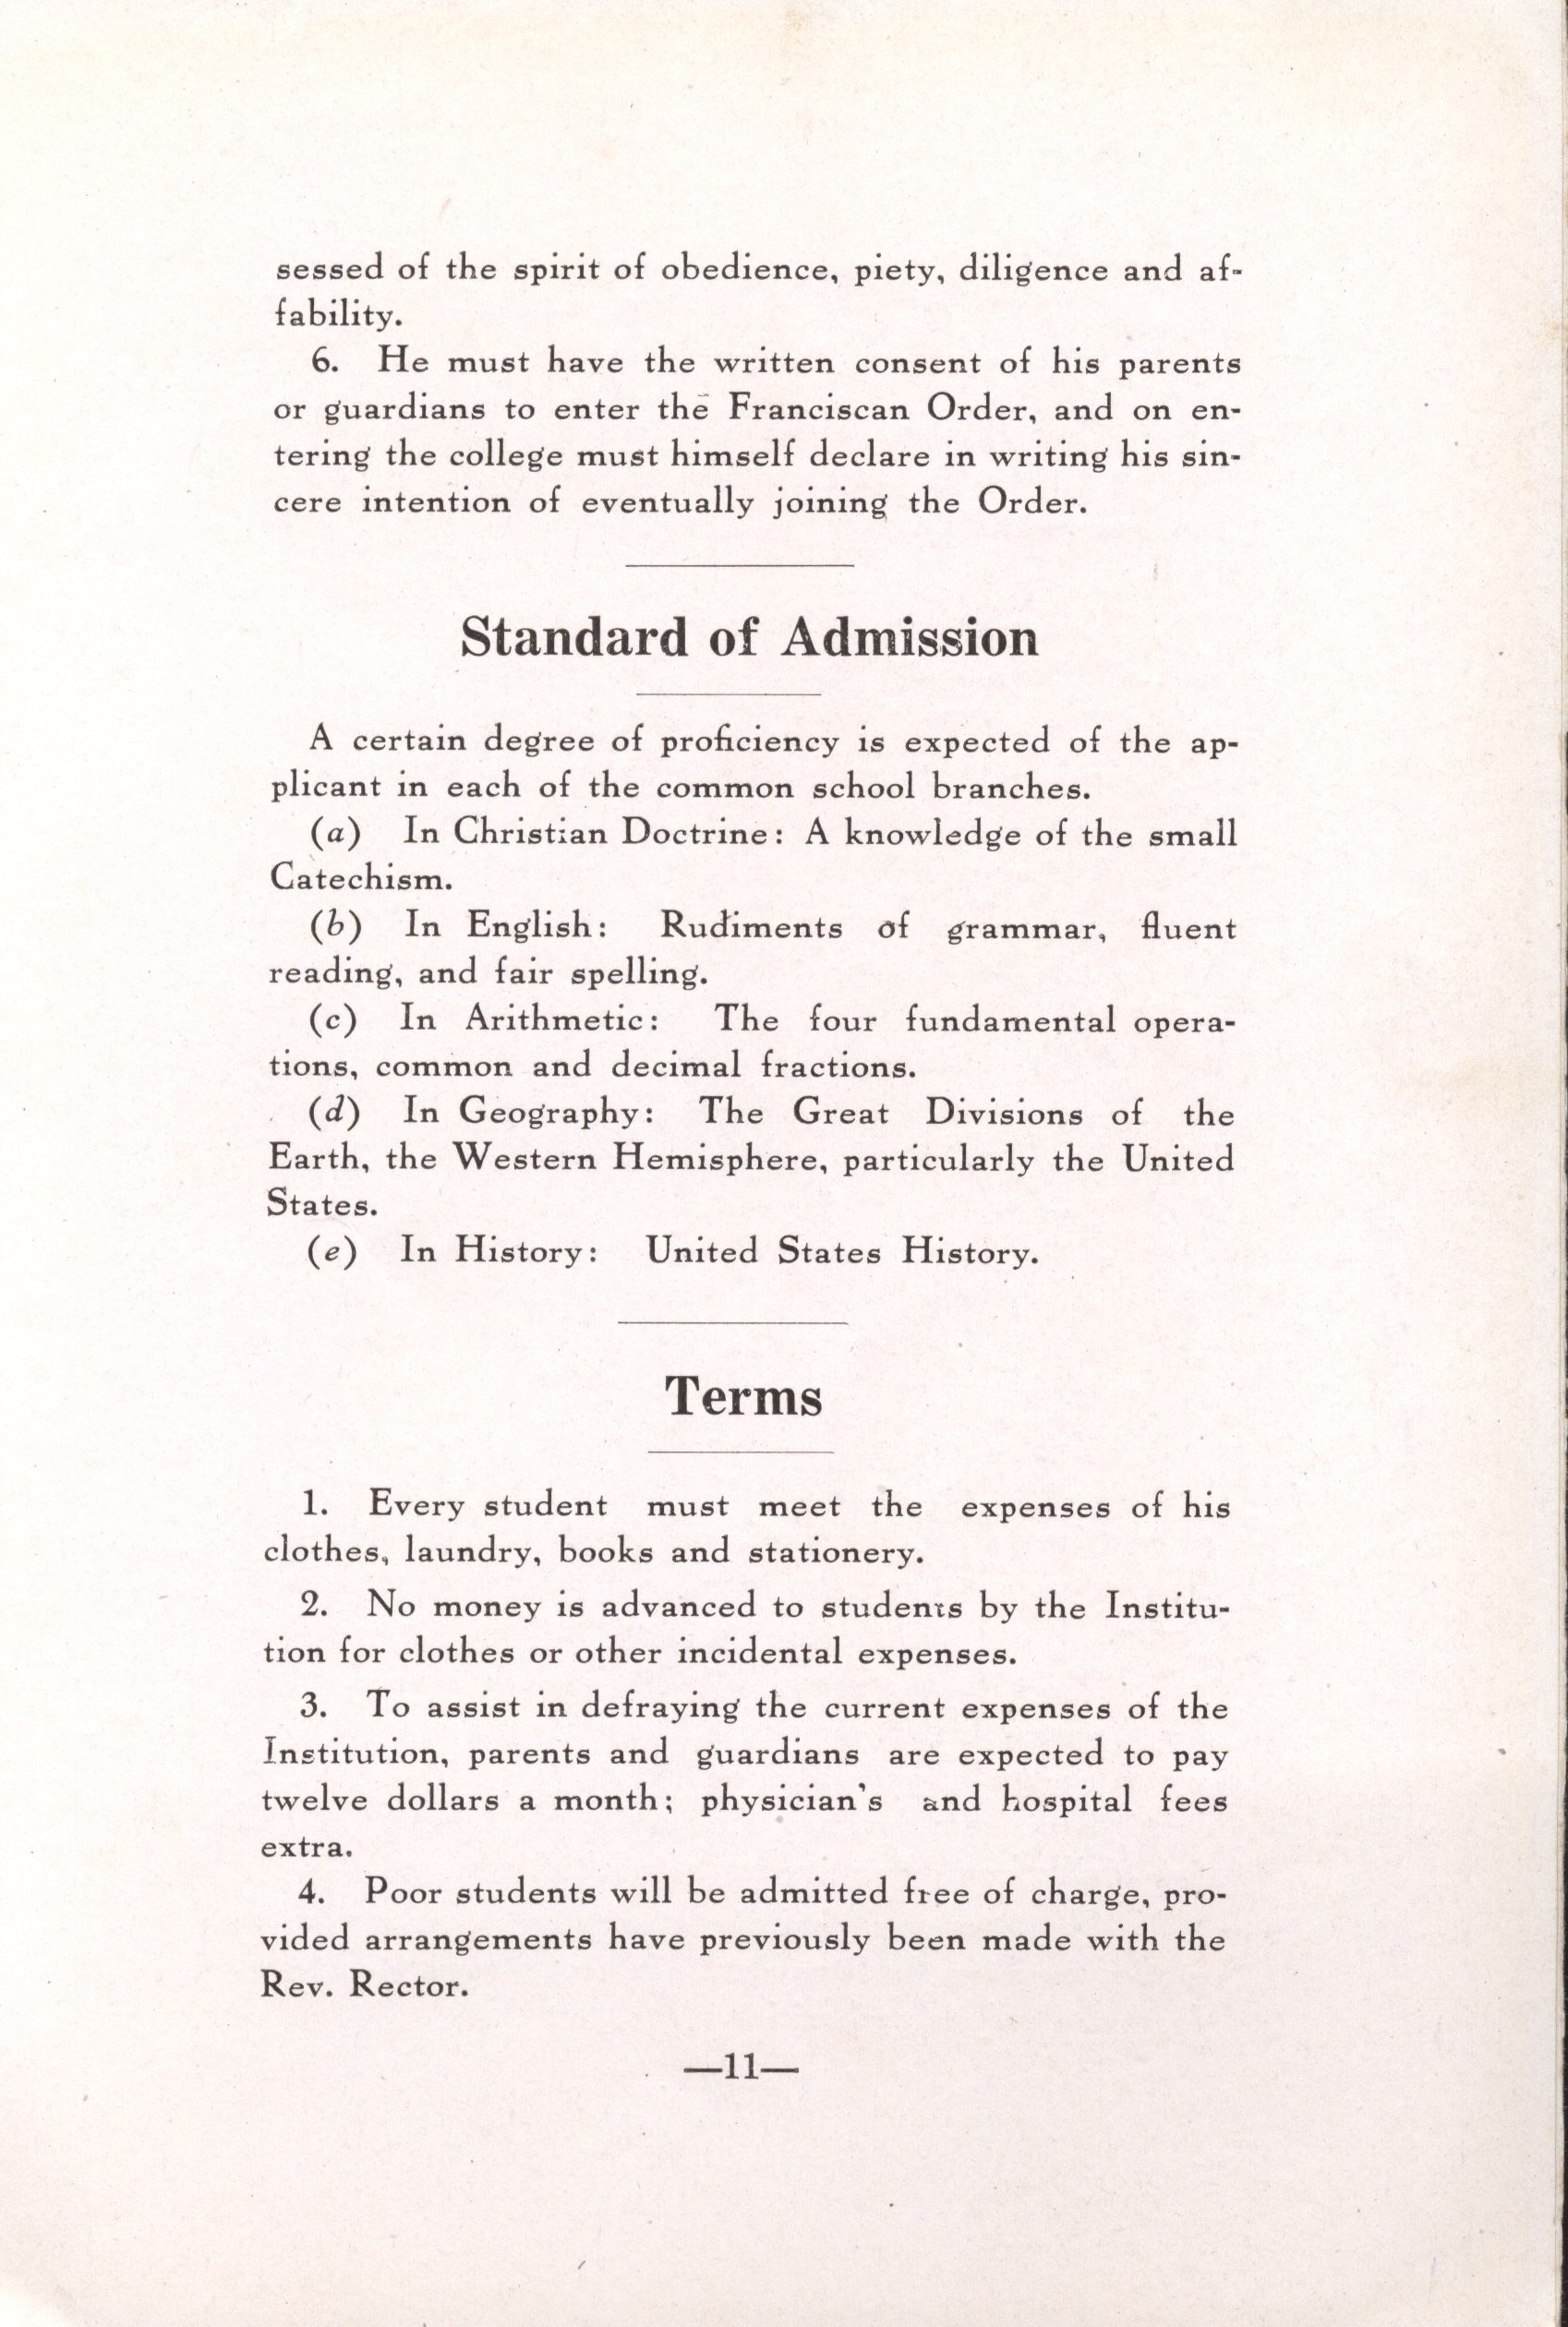 sessed of the spirit of obedience, piety, diligence and af-
fability.
6. He must have the written consent of his parents
or guardians to enter the Franciscan Order, and on en-
tering the college must himself declare in writing his sin-
cere intention of eventually joining the Order.
Standard of Admission
A certain degree of proficiency is expected of the ap-
plicant in each of the common school branches.
(a) In Christian Doctrine: A knowledge of the small
Catechism.
(b) In English: Rudiments of grammar, fluent
reading, and fair spelling.
(c) In Arithmetic: The four fundamental opera-
tions, common and decimal fractions.
(d) In Geography: The Great Divisions of the
Earth, the Western Hemisphere, particularly the United
States.
(e) In History: United States History.
Terms
1. Every student must meet the expenses of his
clothes, laundry, books and stationery.
2. No money is advanced to students by the Institu-
tion for clothes or other incidental expenses.
3. To assist in defraying the current expenses of the
Institution, parents and guardians are expected to pay
twelve dollars a month; physician's and hospital fees
extra.
4. Poor students will be admitted free of charge, pro-
vided arrangements have previously been made with the
Rev. Rector.
—11—